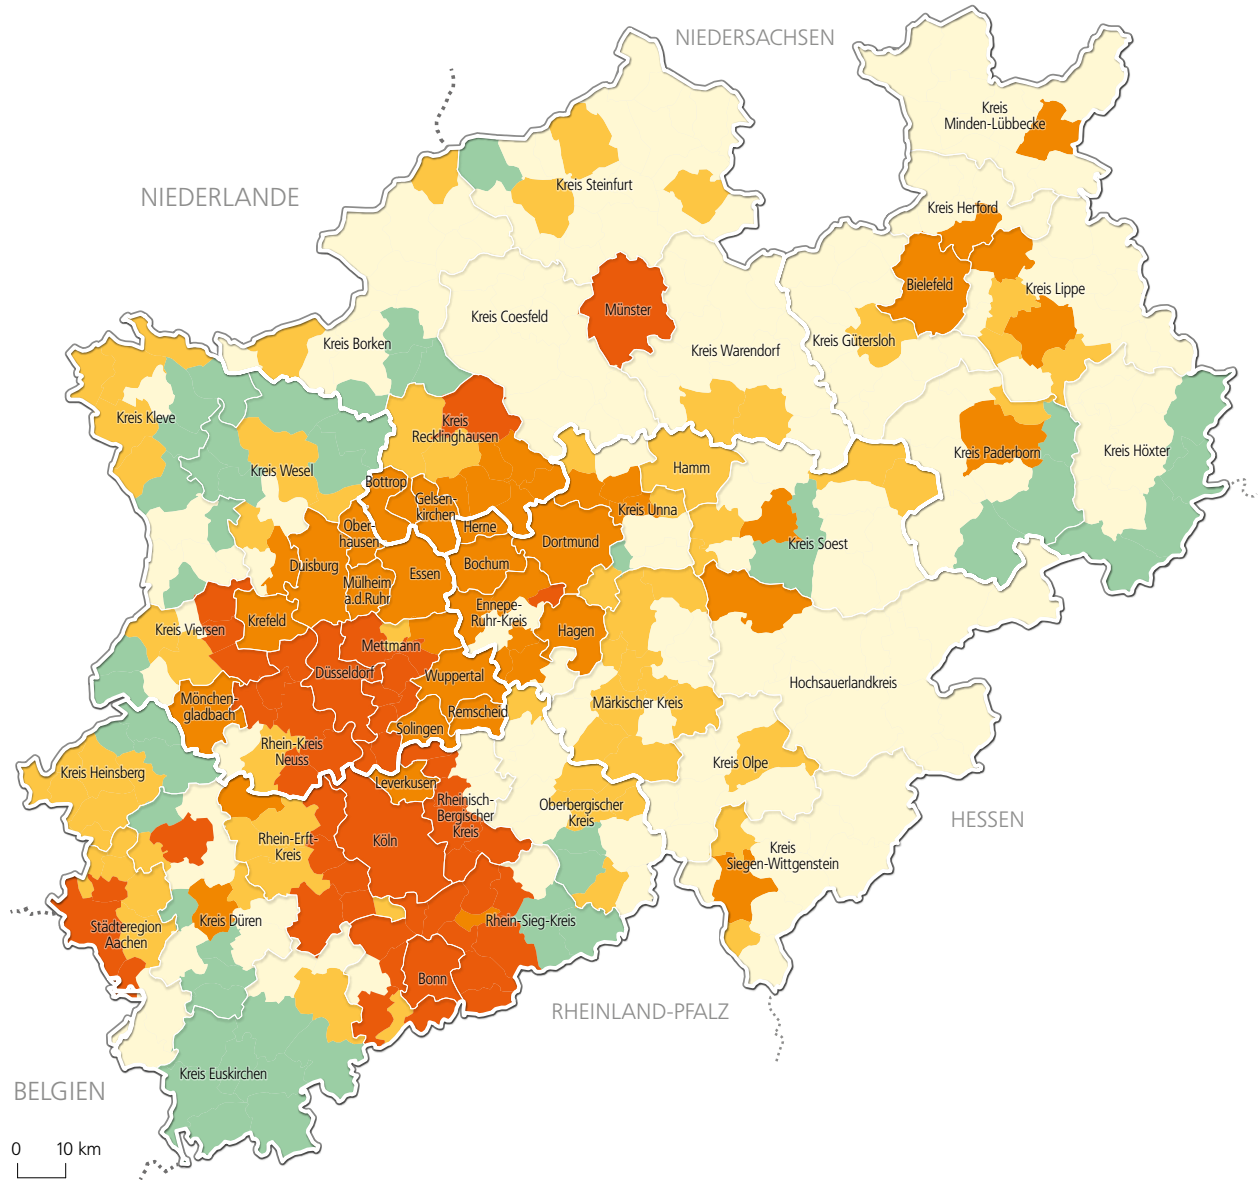 NIEDERSACHSEN
Kreis
Minden-Lübbecke
NIEDERLANDE
Kreis Steinfurt
Kreis Herford
Bielefeld
Kreis Lippe
Münster
Kreis Coesfeld
Kreis Borken
Kreis Gütersloh
Kreis Warendorf
Kreis Kleve
Kreis
Recklinghausen
Kreis Paderborn
Kreis Höxter
Kreis Wesel
Hamm
Bottrop
Gelsen-
kirchen
Kreis Unna
Ober-
hausen
Herne
Dortmund
Kreis Soest
Duisburg
Mülheim
a.d.Ruhr
Essen
Bochum
Ennepe-
Ruhr-Kreis
Krefeld
Kreis Viersen
Hagen
Mettmann
Düsseldorf
Wuppertal
Hochsauerlandkreis
Mönchen-
gladbach
Remscheid
Märkischer Kreis
Solingen
Rhein-Kreis
Neuss
Kreis Heinsberg
Kreis Olpe
Leverkusen
Rheinisch-
Bergischer
Kreis
Oberbergischer
Kreis
HESSEN
Rhein-Erft-
Kreis
Köln
Kreis
Siegen-Wittgenstein
Kreis Düren
Rhein-Sieg-Kreis
Städteregion
Aachen
Bonn
RHEINLAND-PFALZ
Kreis Euskirchen
BELGIEN
0 10 km